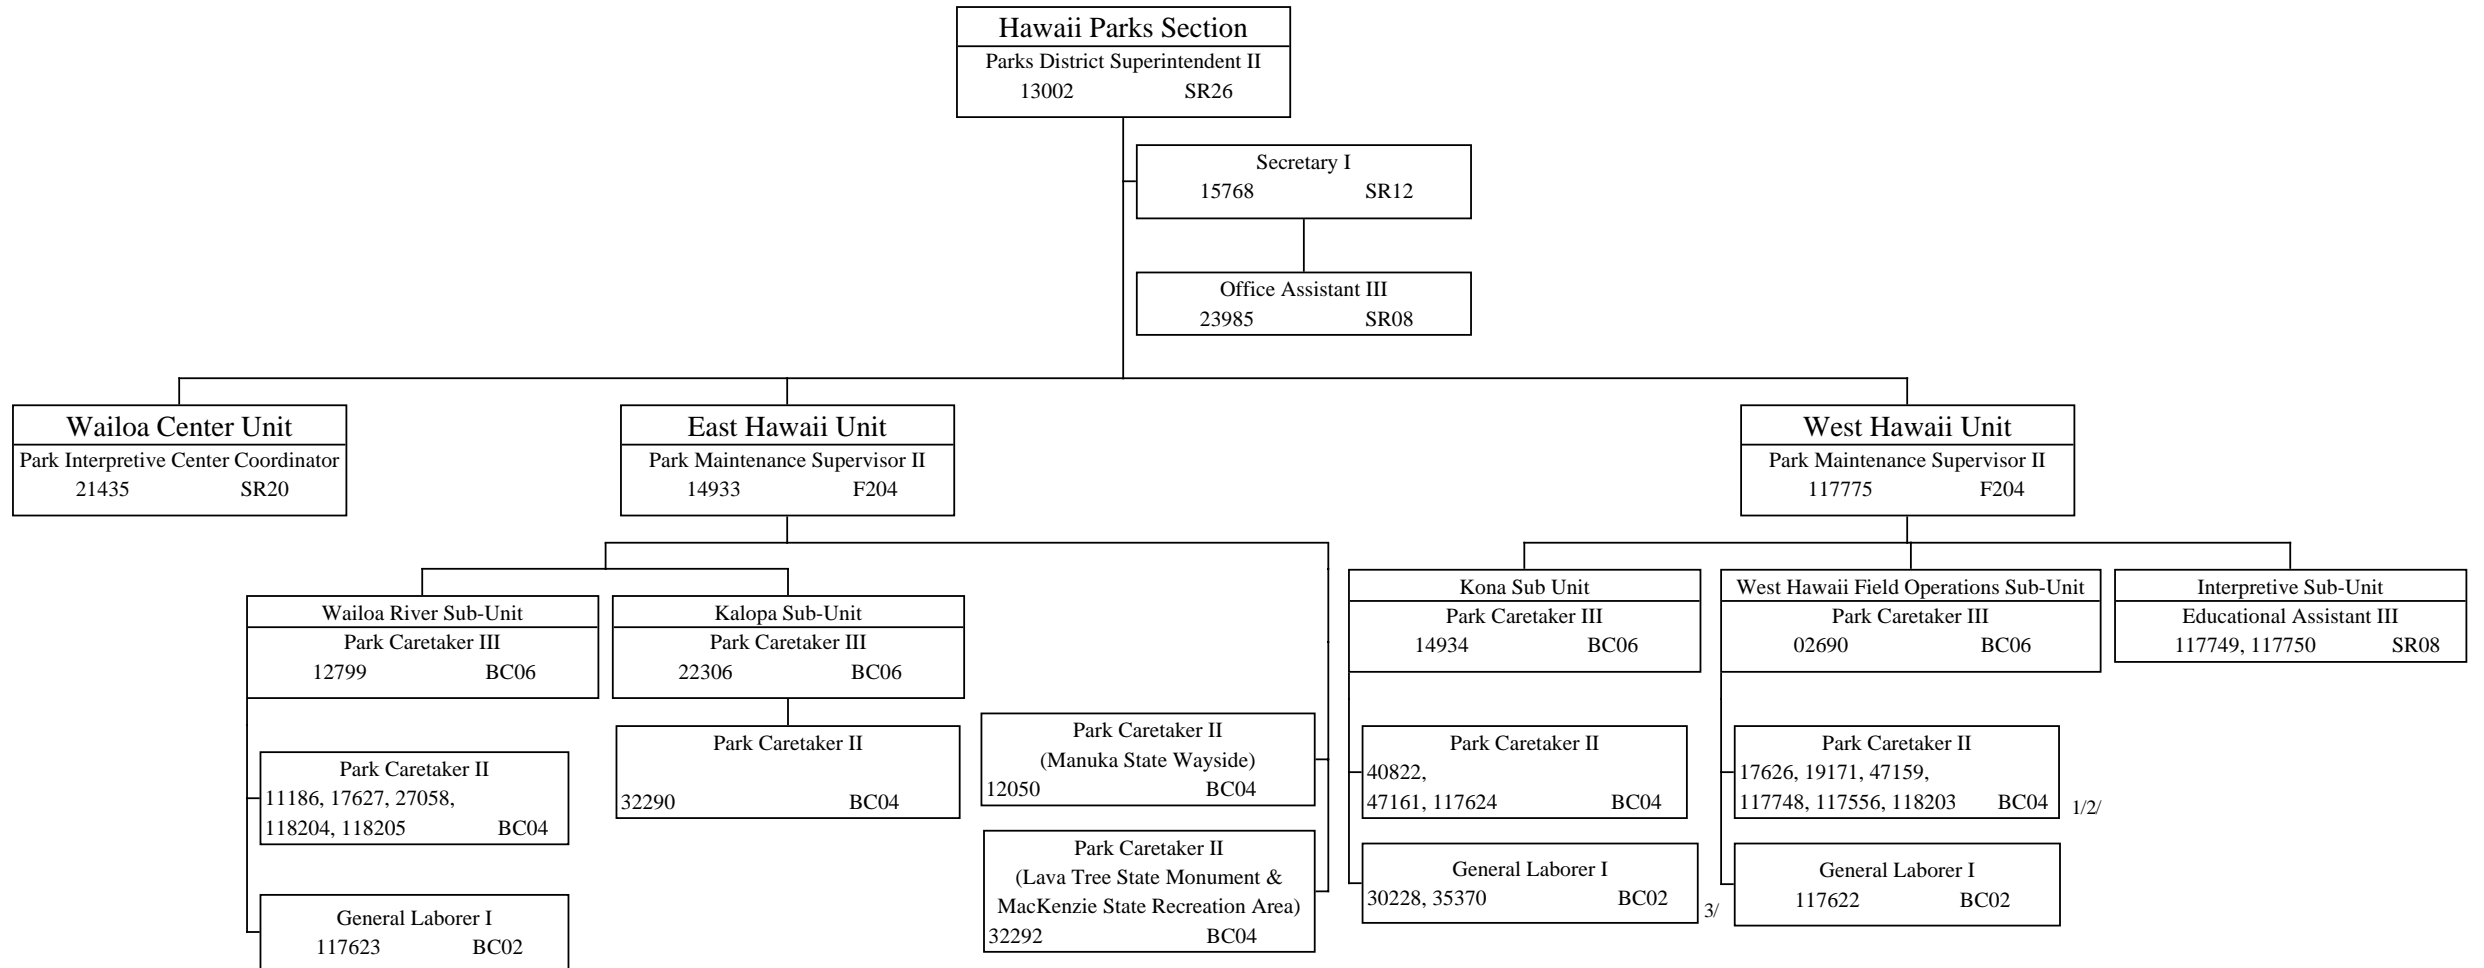 Hawaii Parks Section
Parks District Superintendent II
13002 SR26
Secretary I
15768 SR12
Office Assistant III
23985 SR08
Wailoa Center Unit
Park Interpretive Center Coordinator
21435 SR20
East Hawaii Unit
Park Maintenance Supervisor II
14933 F204
West Hawaii Unit
Park Maintenance Supervisor II
117775 F204
Wailoa River Sub-Unit
Park Caretaker III
12799 BC06
Park Caretaker II
11186, 17627, 27058,
118204, 118205 BC04
General Laborer I
117623 BC02
Kalopa Sub-Unit
Park Caretaker III
22306 BC06
Park Caretaker II
32290 BC04
Park Caretaker II
(Manuka State Wayside)
12050 BC04
Park Caretaker II
(Lava Tree State Monument &
MacKenzie State Recreation Area)
32292 BC04
Kona Sub Unit
Park Caretaker III
14934 BC06
Park Caretaker II
40822,
47161, 117624 BC04
General Laborer I
30228, 35370 BC02
3/
West Hawaii Field Operations Sub-Unit
Park Caretaker III
02690 BC06
Park Caretaker II
17626, 19171, 47159,
117748, 117556, 118203 BC04
1/2/
General Laborer I
117622 BC02
Interpretive Sub-Unit
Educational Assistant III
117749, 117750 SR08